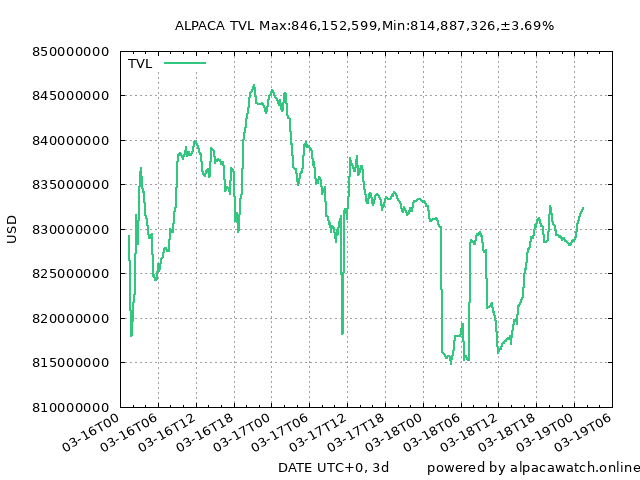 ALPACA TVL Max:846,152,599,Min:814,887,326,±3.69%
850000000
TVL
845000000
840000000
835000000
830000000
825000000
820000000
815000000
810000000
USD
03-16T00
03-16T06
03-16T12
03-16T18
03-17T00
03-17T06
03-17T12
03-17T18
03-18T00
03-18T06
03-18T12
03-18T18
03-19T00
03-19T06
DATE UTC+0, 3d
powered by alpacawatch.online